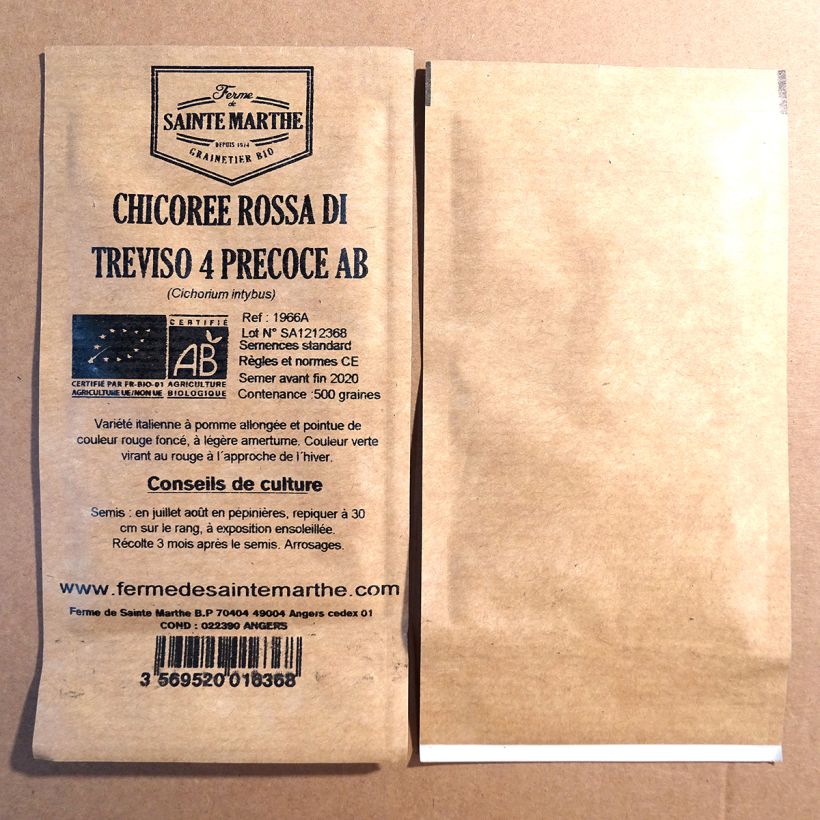 Ferme
de
SAINTE MARTHE
DEPUIS 1974
GRAINETIER BIO
CHICOREE ROSSA DI
TREVISO 4 PRECOCE AB
(Cichorium intybus)
CERTIFIÉ
AB
CERTIFIÉ PAR FR-BIO-01
AGRICULTURE UE/NON UE
AGRICULTURE
BIOLOGIQUE
Ref : 1966A
Lot N° SA1212368
Semences standard
Règles et normes CE
Semer avant fin 2020
Contenance :500 graines
Variété italienne à pomme allongée et pointue de
couleur rouge foncé, à légère amertume. Couleur verte
virant au rouge à l´approche de l´hiver.
Conseils de culture
Semis : en juillet août en pépinières, repiquer à 30
cm sur le rang, à exposition ensoleillée.
Récolte 3 mois après le semis. Arrosages.
www.fermedesaintemarthe.com
Ferme de Sainte Marthe B.P 70404 49004 Angers cedex 01
COND : 022390 ANGERS
3 569520 018368